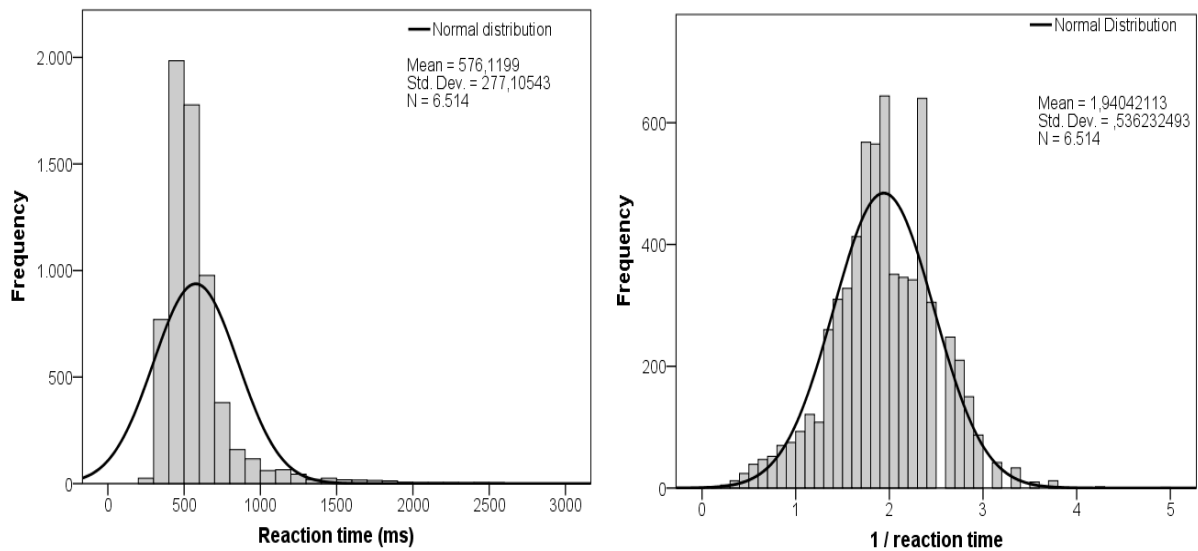 Normal distribution
Mean = 576,1199
Std. Dev. = 277,10543
N = 6.514
Frequency
2.000
1.500
1.000
500
0
0 500 1000 1500 2000 2500 3000
Reaction time (ms)
Normal Distribution
Mean = 1,94042113
Std. Dev. = ,536232493
N = 6.514
Frequency
600
400
200
0
0 1 2 3 4 5
1 / reaction time